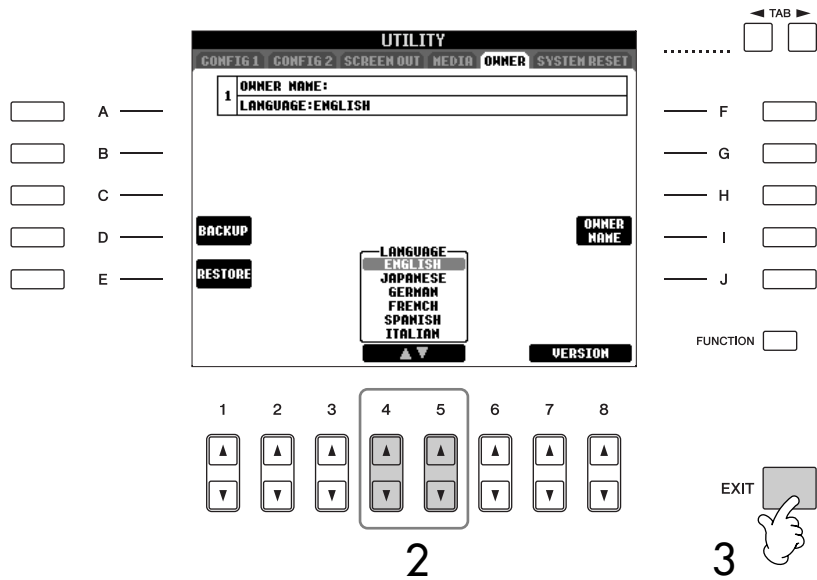 ◄ TAB ►
UTILITY
CONFIG 1 CONFIG 2 SCREEN OUT MEDIA OWNER SYSTEM RESET
1 OWNER NAME:
LANGUAGE:ENGLISH
A F
B G
C H
BACKUP
OWNER
NAME
D I
RESTORE
E J
LANGUAGE
ENGLISH
JAPANESE
GERMAN
FRENCH
SPANISH
ITALIAN
▲▼ VERSION
FUNCTION
1 2 3 4 5 6 7 8
EXIT
2 3